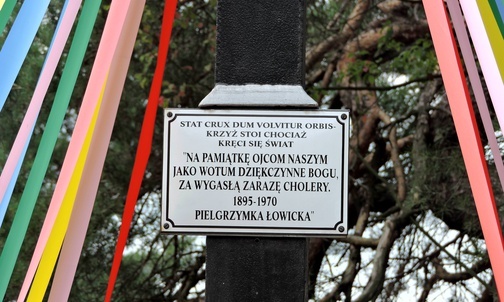 STAT CRUX DUM VOLVITUR ORBIS-
KRZYŻ STOI CHOCIAŻ
KRĘCI SIĘ ŚWIAT
"NA PAMIĄTKĘ OJCOM NASZYM
JAKO WOTUM DZIĘKCZYNNE BOGU,
ZA WYGASŁĄ ZARAZĘ CHOLERY.
1895-1970
PIELGRZYMKA ŁOWICKA"